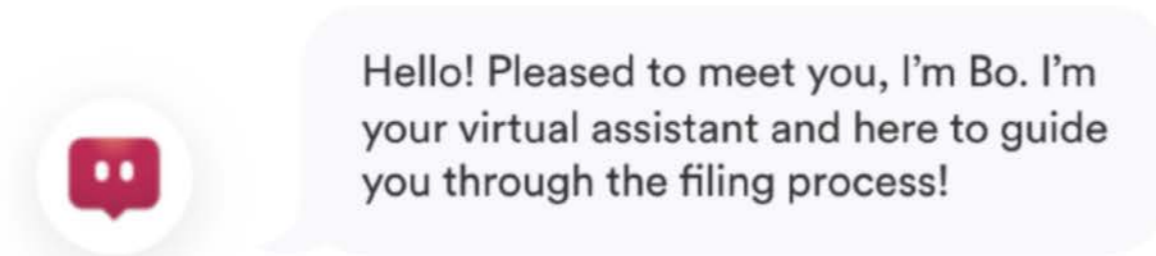 Hello! Pleased to meet you, I’m Bo. I’m
your virtual assistant and here to guide
you through the filing process!